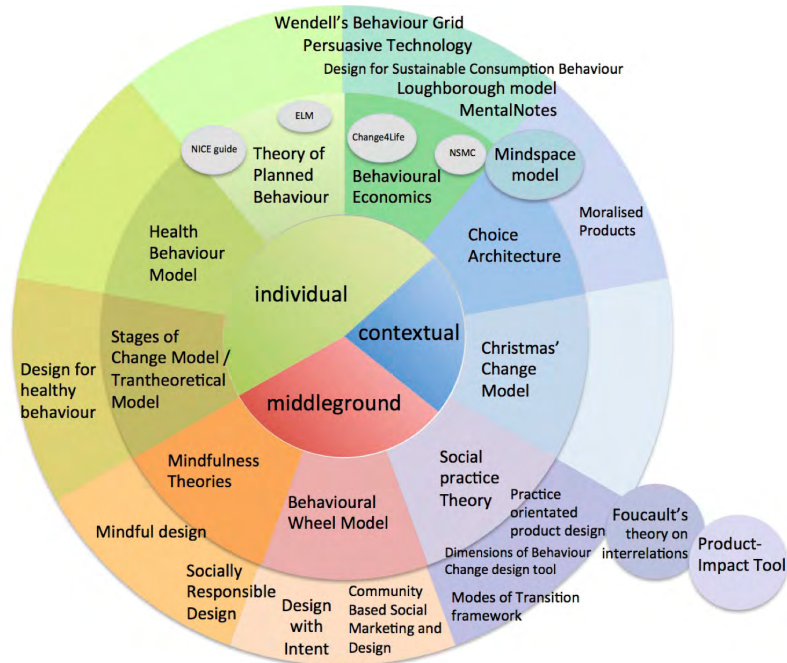 Wendell's Behaviour Grid
Persuasive Technology
Design for Sustainable Consumption Behaviour
Loughborough model
MentalNotes
ELM
NICE guide
Change4Life
NSMC
Theory of
Planned
Behaviour
Behavioural
Economics
Mindspace
model
Moralised
Products
Health
Behaviour
Model
Choice
Architecture
individual
contextual
middleground
Stages of
Change Model /
Trantheoretical
Model
Design for
healthy
behaviour
Christmas'
Change
Model
Mindfulness
Theories
Behavioural
Wheel Model
Social
practice
Theory
Practice
orientated
product design
Dimensions of Behaviour
Change design tool
Modes of Transition
framework
Foucault's
theory on
interrelations
Product-
Impact Tool
Mindful design
Socially
Responsible
Design
Design
with
Intent
Community
Based Social
Marketing and
Design